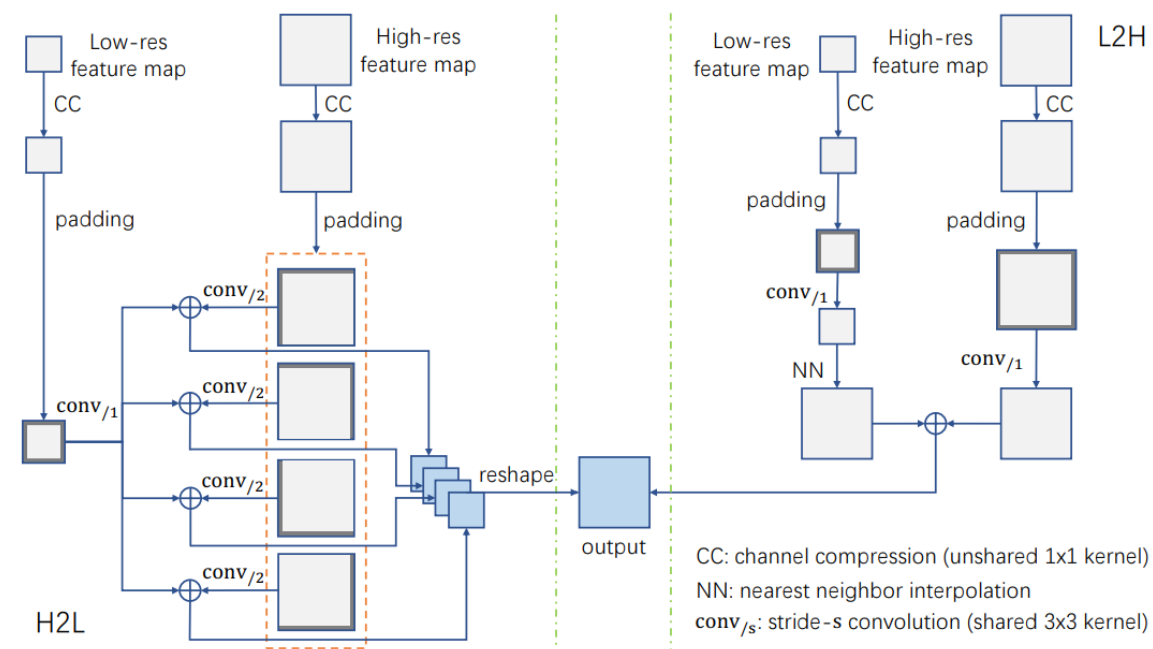 Low-res
feature map
High-res
feature map
CC
CC
padding
padding
conv/2
conv/2
conv/2
conv/2
conv/1
reshape
H2L
output
Low-res
feature map
High-res
feature map
L2H
CC
CC
padding
padding
conv/1
conv/1
NN
CC: channel compression (unshared 1x1 kernel)
NN: nearest neighbor interpolation
conv/s: stride-s convolution (shared 3x3 kernel)